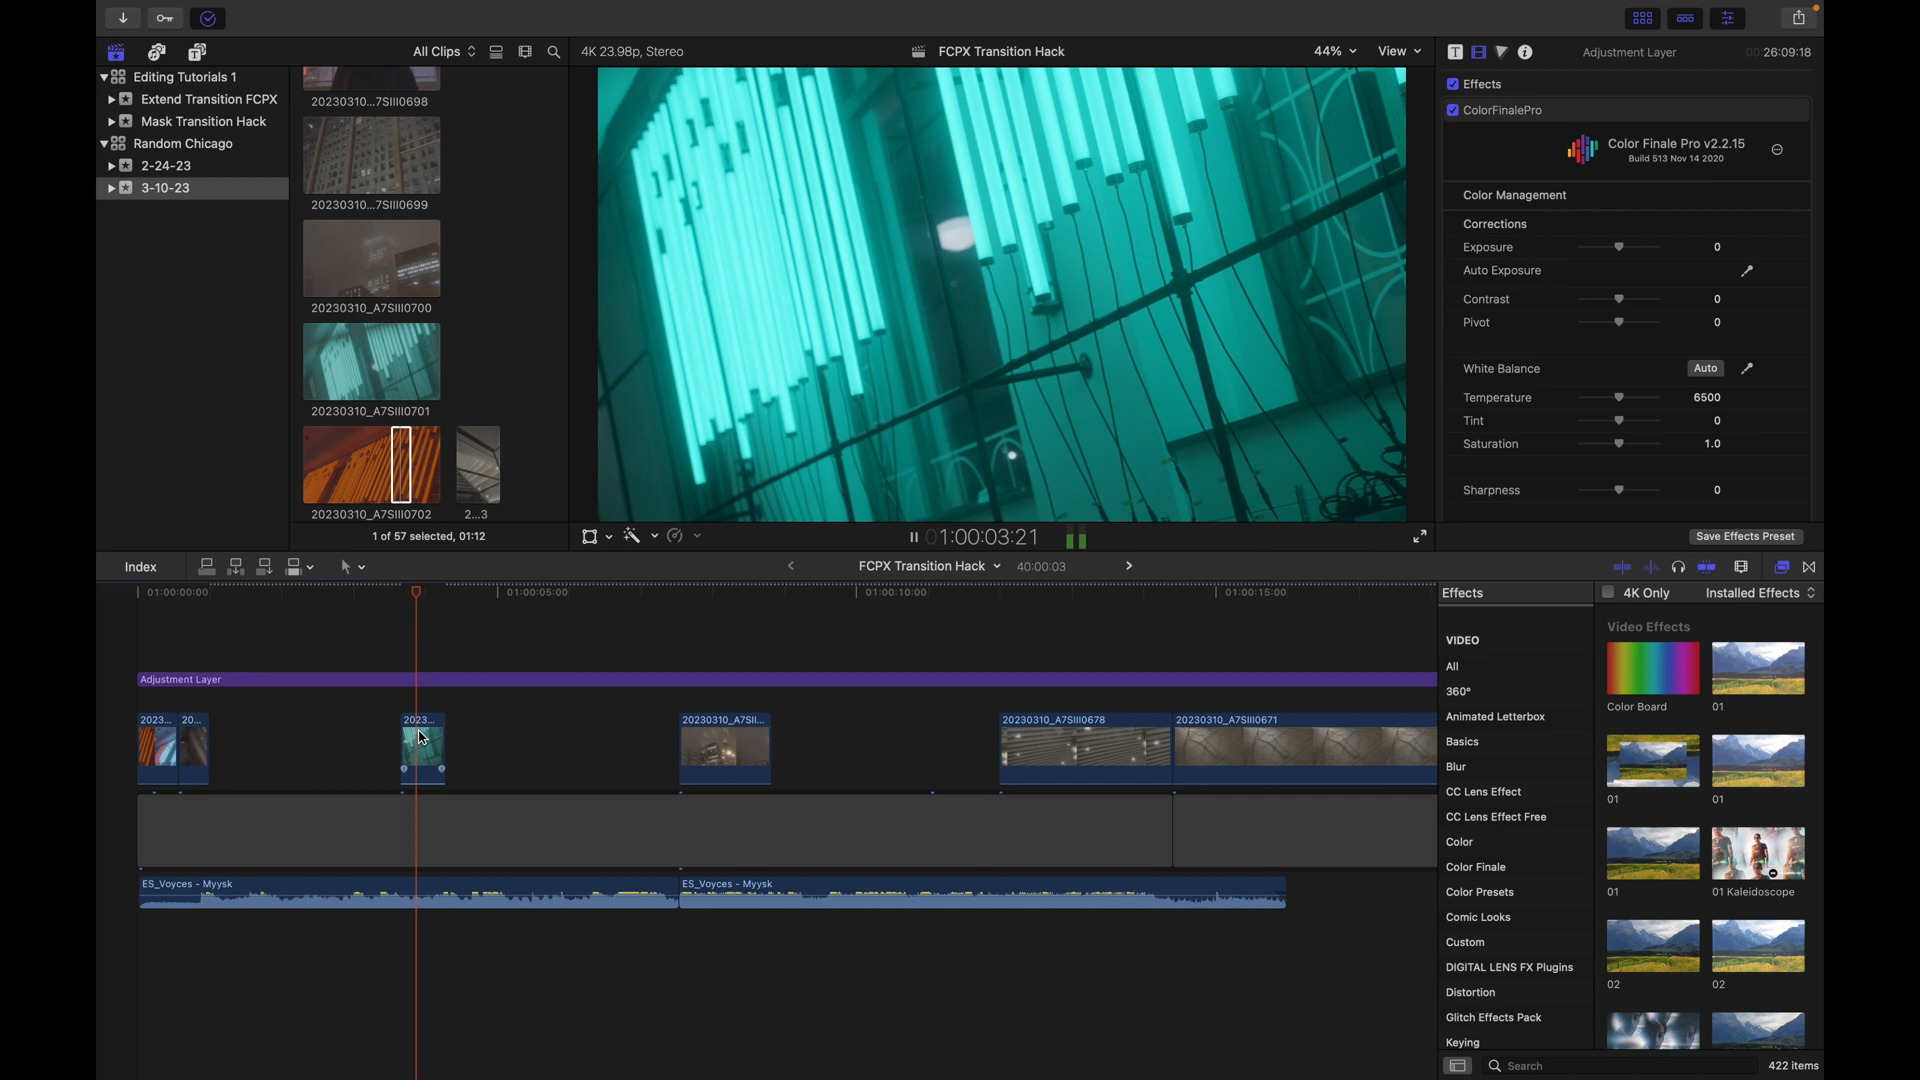 All Clips
4K 23.98p, Stereo
FCPX Transition Hack
44%
View
Adjustment Layer
00:26:09:18
Editing Tutorials 1
Extend Transition FCPX
Mask Transition Hack
Random Chicago
2-24-23
3-10-23
20230310...7SIII0698
20230310...7SIII0699
20230310_A7SIII0700
20230310_A7SIII0701
20230310_A7SIII0702
2...3
1 of 57 selected, 01:12
Effects
ColorFinalePro
Color Finale Pro v2.2.15
Build 513 Nov 14 2020
Color Management
Corrections
Exposure 0
Auto Exposure
Contrast 0
Pivot 0
White Balance Auto
Temperature 6500
Tint 0
Saturation 1.0
Sharpness 0
Save Effects Preset
01:00:03:21
Index
FCPX Transition Hack
40:00:03
01:00:00:00
01:00:05:00
01:00:10:00
01:00:15:00
Adjustment Layer
2023...
20...
2023...
20230310_A7SII...
20230310_A7SIII0678
20230310_A7SIII0671
ES_Voyces - Myysk
ES_Voyces - Myysk
Effects
4K Only
Installed Effects
VIDEO
All
360°
Animated Letterbox
Basics
Blur
CC Lens Effect
CC Lens Effect Free
Color
Color Finale
Color Presets
Comic Looks
Custom
DIGITAL LENS FX Plugins
Distortion
Glitch Effects Pack
Keying
Video Effects
Color Board
01
01
01
01
01 Kaleidoscope
02
02
Search
422 items